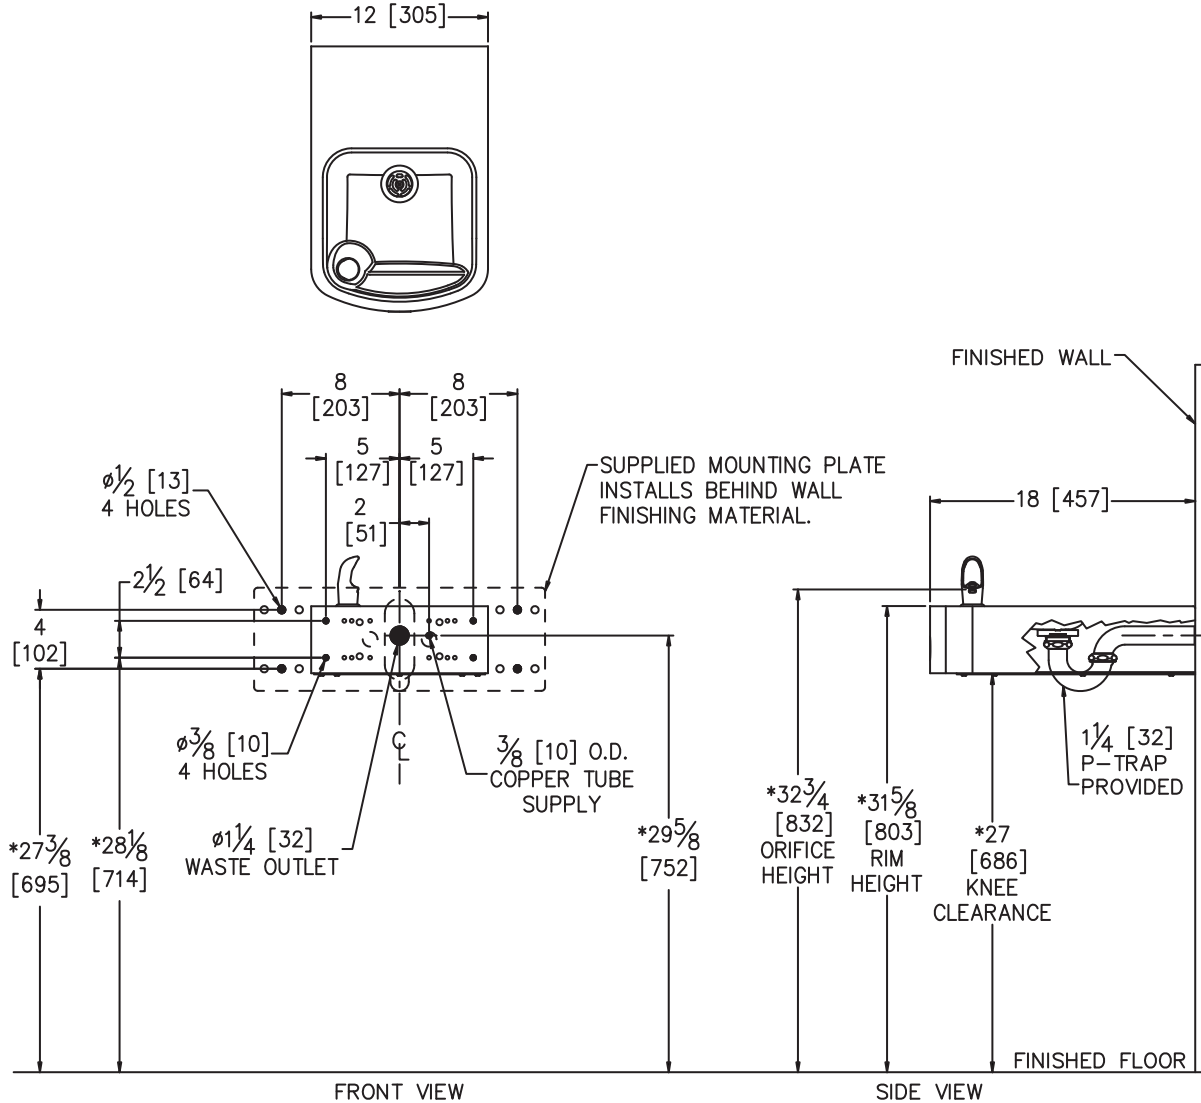 12 [305]
FINISHED WALL
8
[203]
8
[203]
5
[127]
5
[127]
2
[51]
ø1/2 [13]
4 HOLES
SUPPLIED MOUNTING PLATE
INSTALLS BEHIND WALL
FINISHING MATERIAL.
18 [457]
2 1/2 [64]
4
[102]
ø3/8 [10]
4 HOLES
CL
3/8 [10] O.D.
COPPER TUBE
SUPPLY
1 1/4 [32]
P-TRAP
PROVIDED
ø1 1/4 [32]
WASTE OUTLET
*27 3/8
[695]
*28 1/8
[714]
*29 5/8
[752]
*32 3/4
[832]
ORIFICE
HEIGHT
*31 5/8
[803]
RIM
HEIGHT
*27
[686]
KNEE
CLEARANCE
FINISHED FLOOR
FRONT VIEW
SIDE VIEW